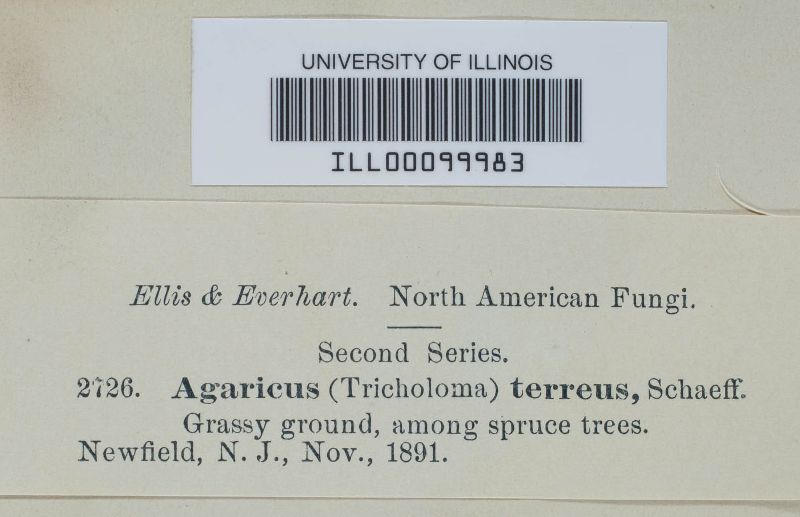 UNIVERSITY OF ILLINOIS
ILL00099983
Ellis & Everhart. North American Fungi.
Second Series.
2726. Agaricus (Tricholoma) terreus, Schaeff.
Grassy ground, among spruce trees.
Newfield, N. J., Nov., 1891.